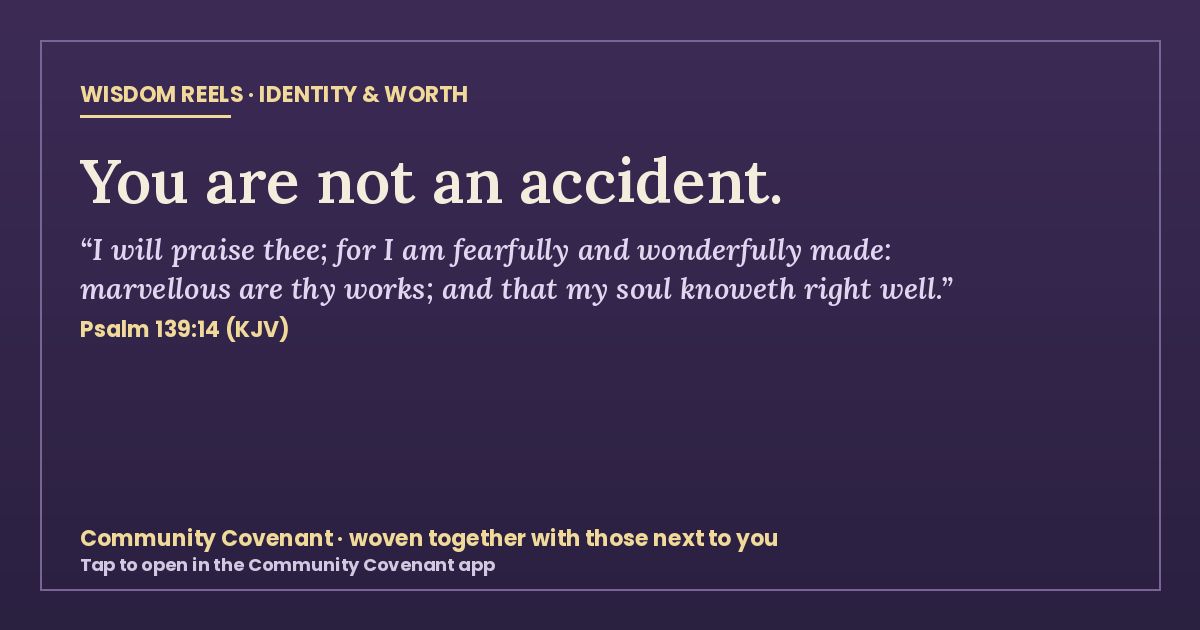 WISDOM REELS · IDENTITY & WORTH
You are not an accident.
“I will praise thee; for I am fearfully and wonderfully made:
marvellous are thy works; and that my soul knoweth right well.”
Psalm 139:14 (KJV)
Community Covenant · woven together with those next to you
Tap to open in the Community Covenant app